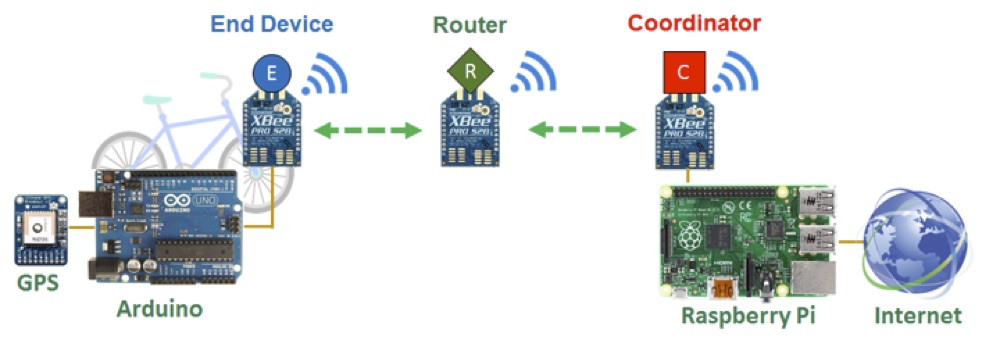 End Device
Router
Coordinator
E
R
C
XBee
PRO S2B
XBee
PRO S2B
XBee
PRO S2B
UNO
ARDUINO
GPS
Arduino
HDMI
Raspberry Pi
Internet